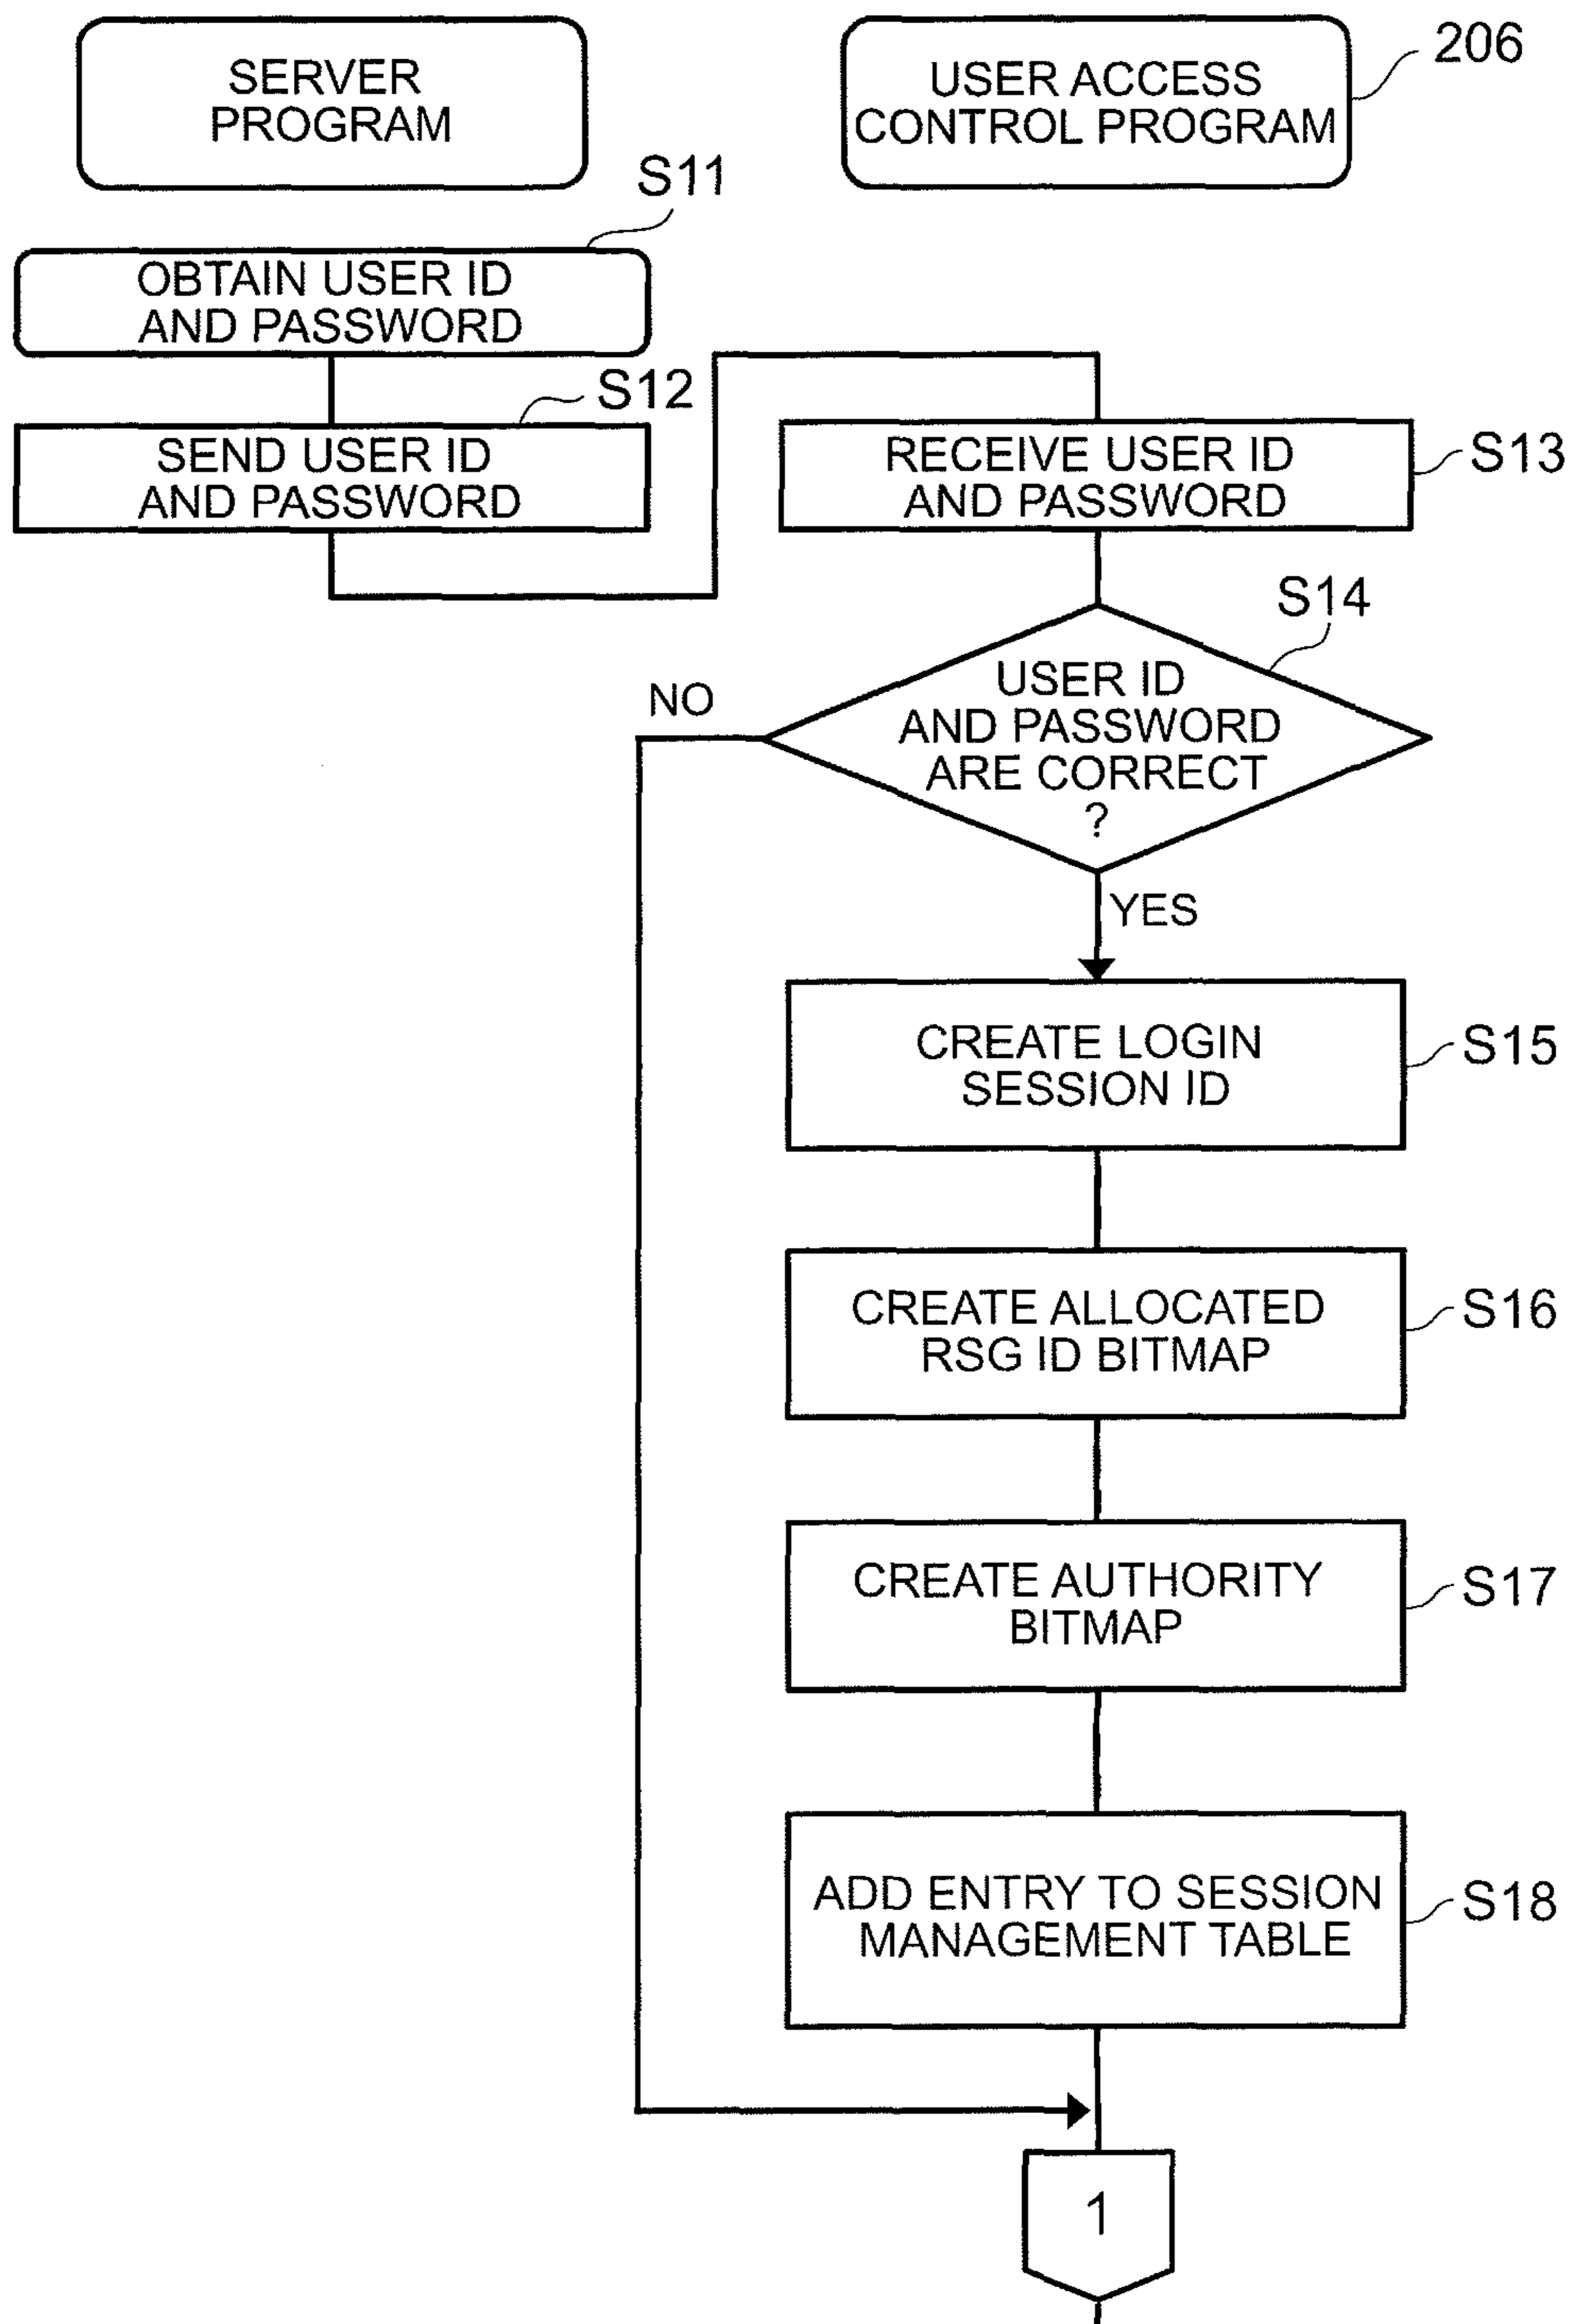 SERVER
PROGRAM
USER ACCESS
CONTROL PROGRAM
206
S11
OBTAIN USER ID
AND PASSWORD
S12
SEND USER ID
AND PASSWORD
RECEIVE USER ID
AND PASSWORD
S13
S14
USER ID
AND PASSWORD
ARE CORRECT
?
NO
YES
CREATE LOGIN
SESSION ID
S15
CREATE ALLOCATED
RSG ID BITMAP
S16
CREATE AUTHORITY
BITMAP
S17
ADD ENTRY TO SESSION
MANAGEMENT TABLE
S18
1